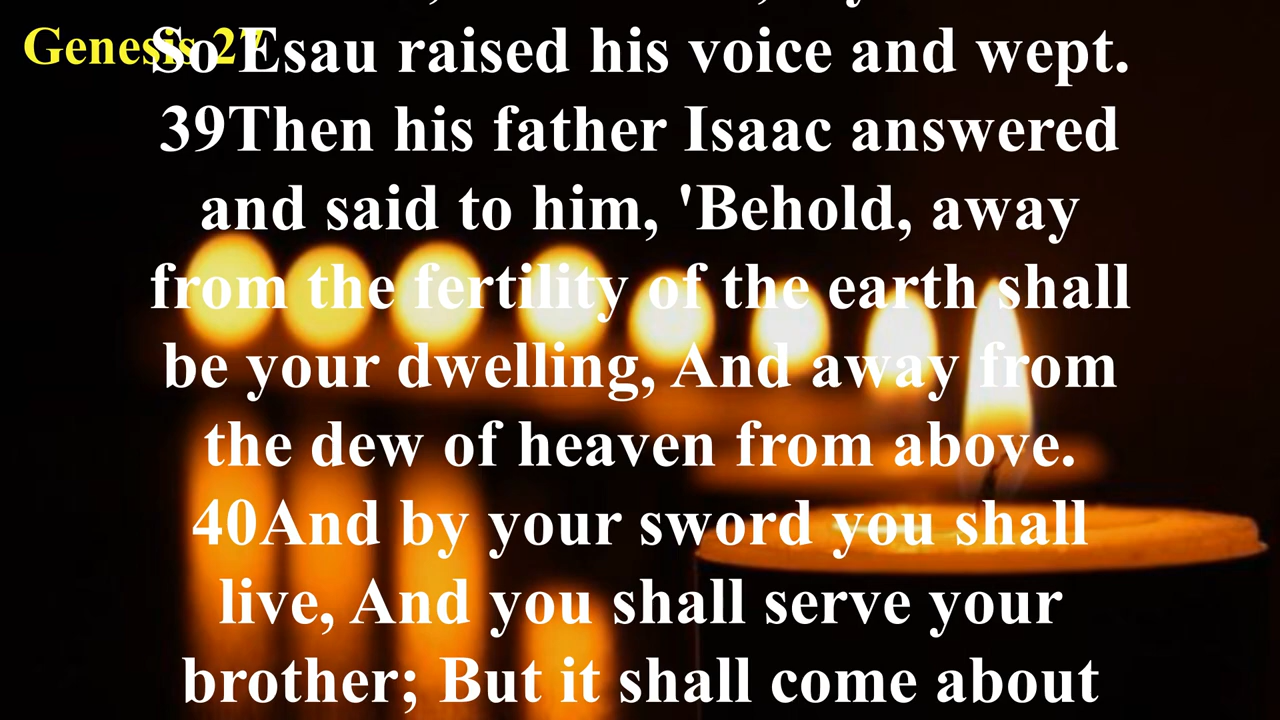 Genesis 27
So Esau raised his voice and wept.
39Then his father Isaac answered
and said to him, 'Behold, away
from the fertility of the earth shall
be your dwelling, And away from
the dew of heaven from above.
40And by your sword you shall
live, And you shall serve your
brother; But it shall come about